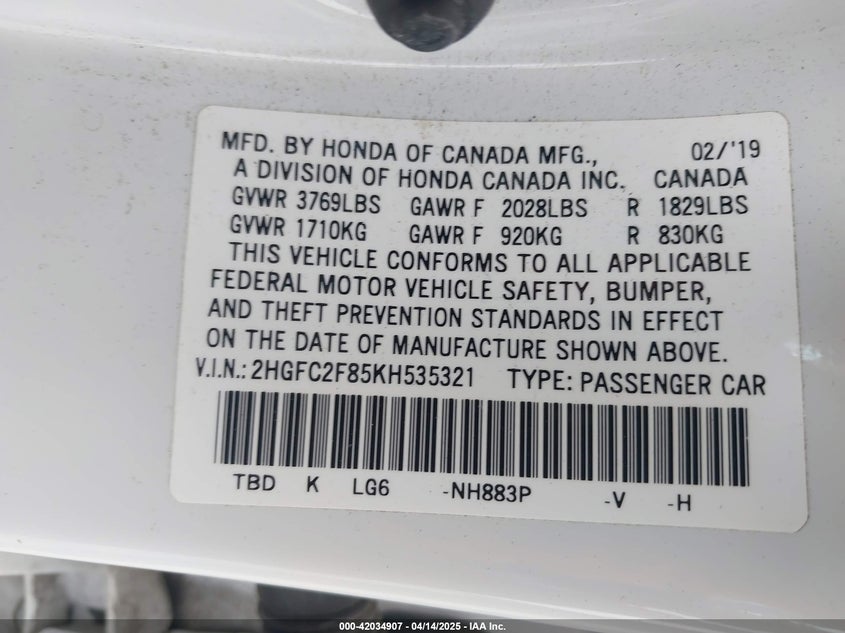 MFD. BY HONDA OF CANADA MFG., 02/'19
A DIVISION OF HONDA CANADA INC. CANADA
GVWR 3769LBS GAWR F 2028LBS R 1829LBS
GVWR 1710KG GAWR F 920KG R 830KG
THIS VEHICLE CONFORMS TO ALL APPLICABLE
FEDERAL MOTOR VEHICLE SAFETY, BUMPER,
AND THEFT PREVENTION STANDARDS IN EFFECT
ON THE DATE OF MANUFACTURE SHOWN ABOVE.
V.I.N.: 2HGFC2F85KH535321 TYPE: PASSENGER CAR
TBD K LG6 -NH883P -V -H
000-42034907 - 04/14/2025 - IAA Inc.